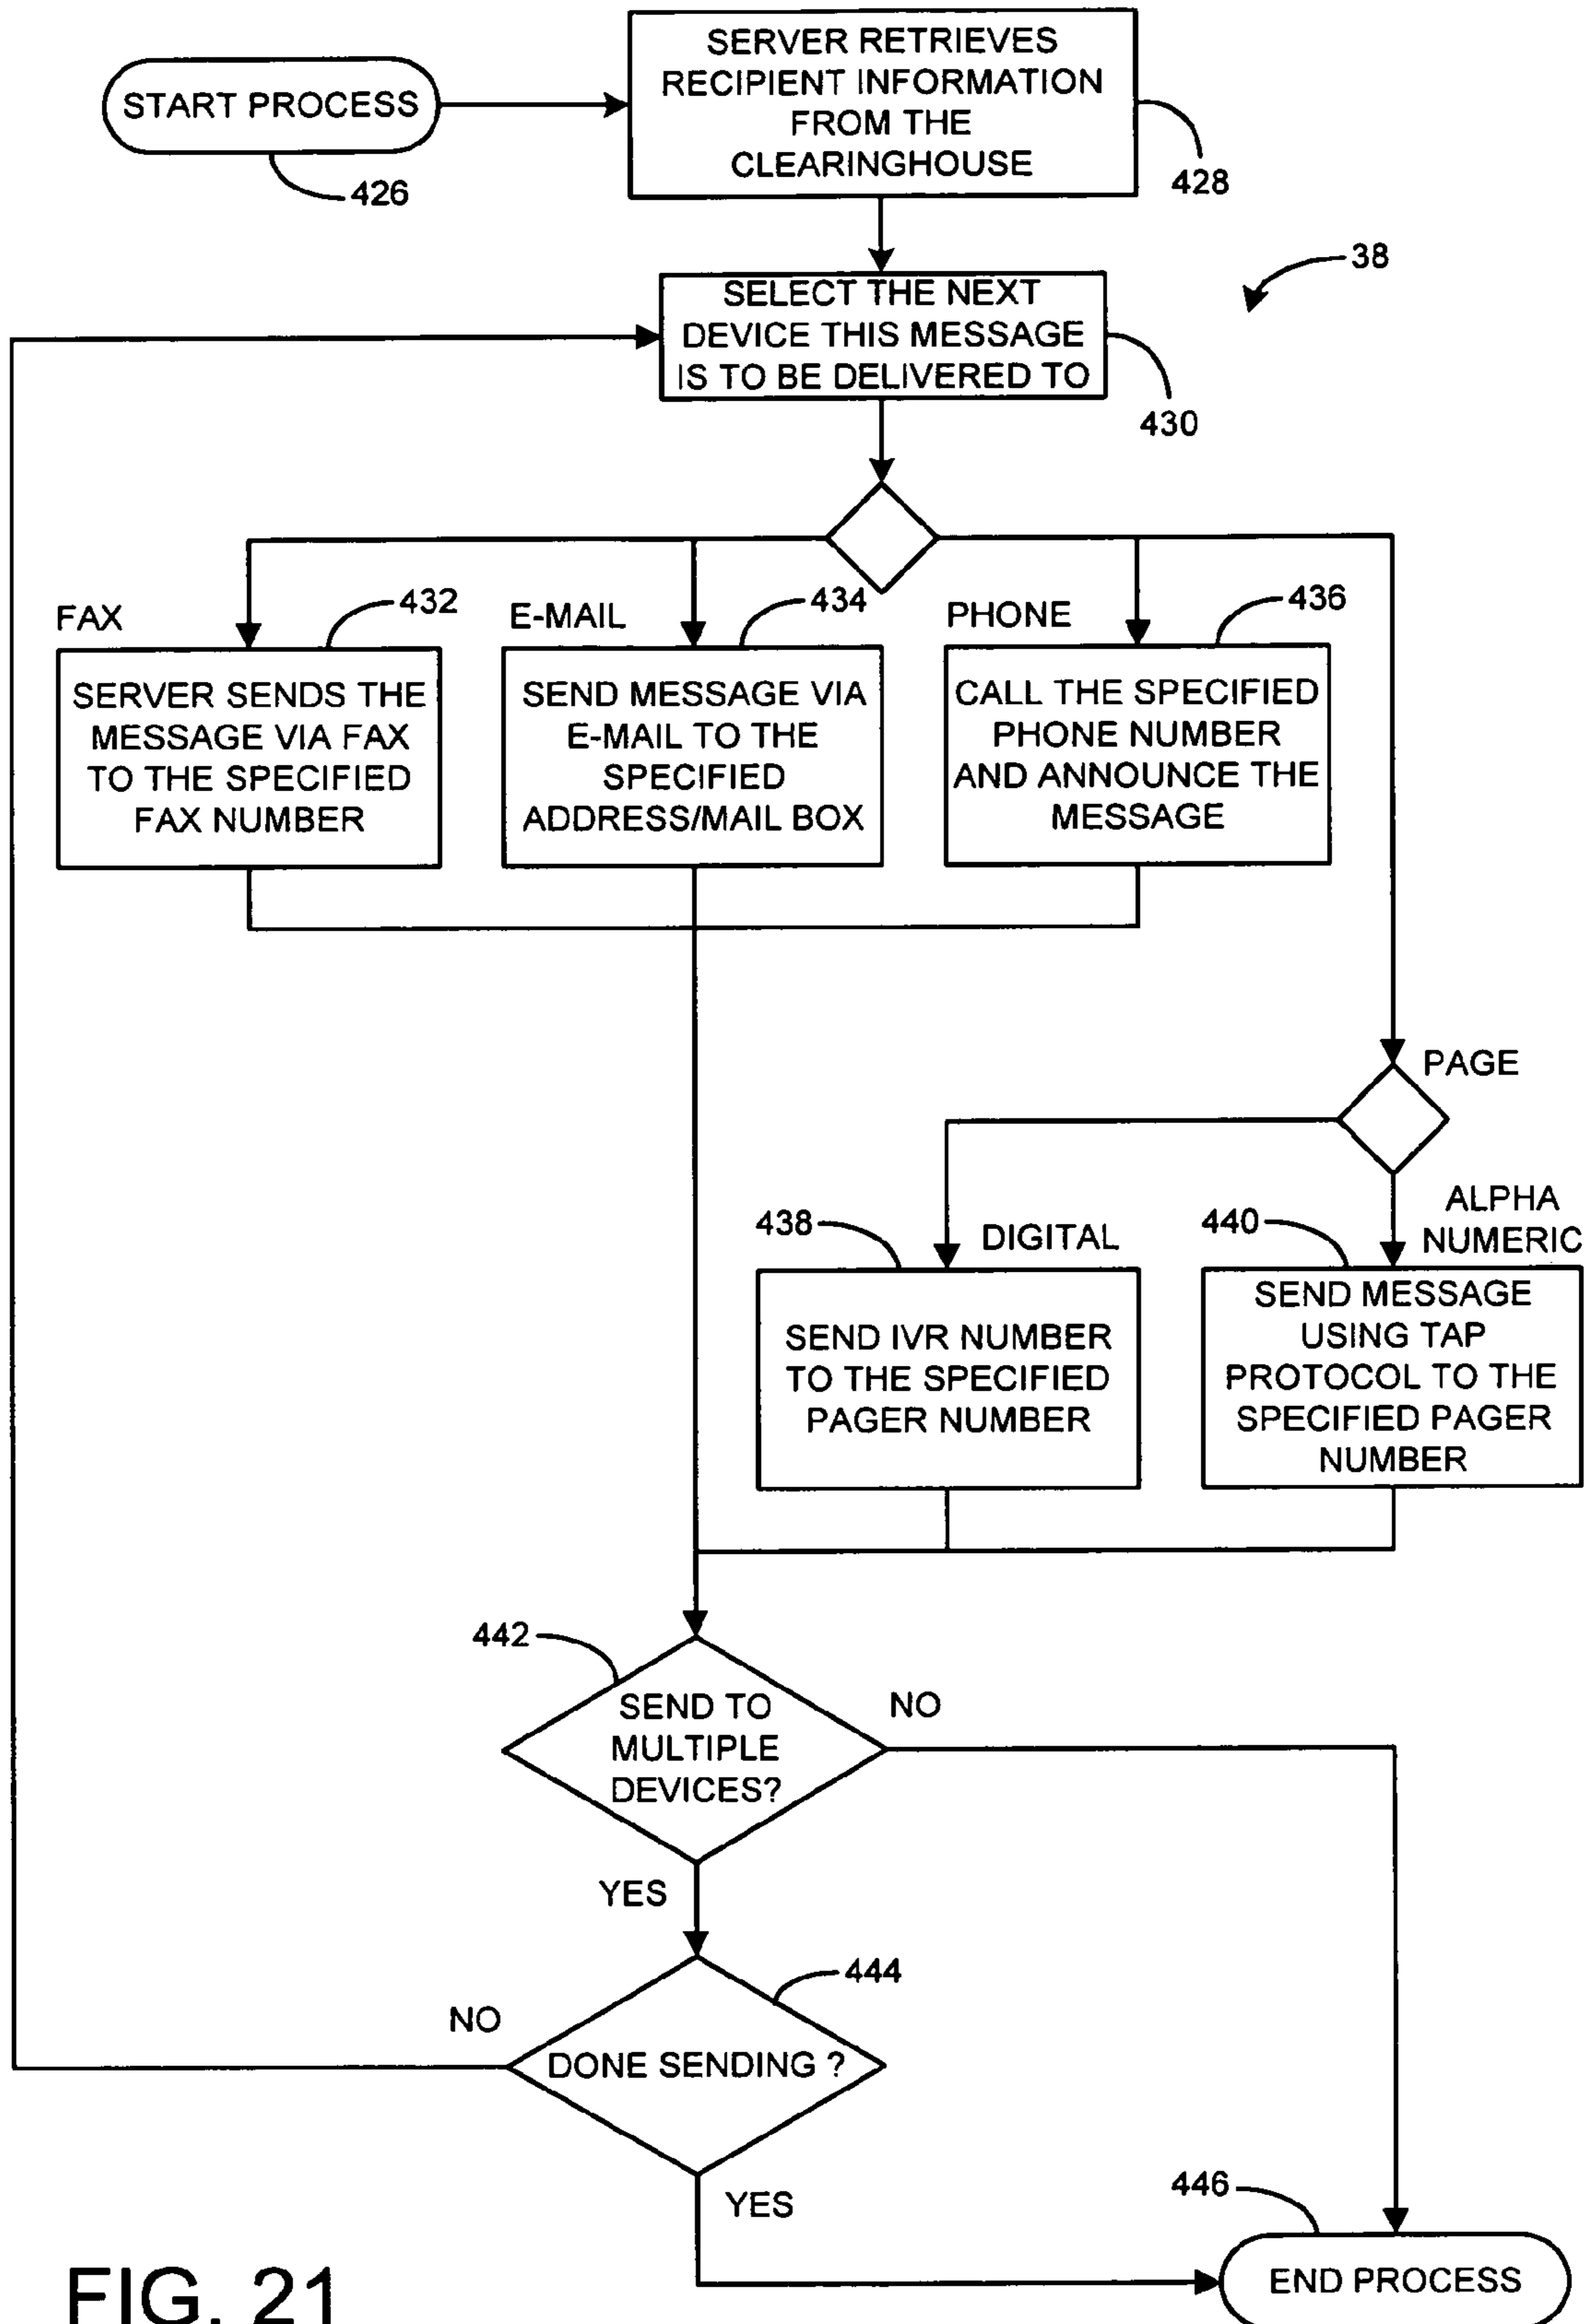 START PROCESS
426
SERVER RETRIEVES
RECIPIENT INFORMATION
FROM THE
CLEARINGHOUSE
428
38
SELECT THE NEXT
DEVICE THIS MESSAGE
IS TO BE DELIVERED TO
430
FAX
432
SERVER SENDS THE
MESSAGE VIA FAX
TO THE SPECIFIED
FAX NUMBER
E-MAIL
434
SEND MESSAGE VIA
E-MAIL TO THE
SPECIFIED
ADDRESS/MAIL BOX
PHONE
436
CALL THE SPECIFIED
PHONE NUMBER
AND ANNOUNCE THE
MESSAGE
PAGE
438
DIGITAL
SEND IVR NUMBER
TO THE SPECIFIED
PAGER NUMBER
440
ALPHA
NUMERIC
SEND MESSAGE
USING TAP
PROTOCOL TO THE
SPECIFIED PAGER
NUMBER
442
SEND TO
MULTIPLE
DEVICES?
NO
YES
444
NO
DONE SENDING ?
YES
446
END PROCESS
FIG. 21